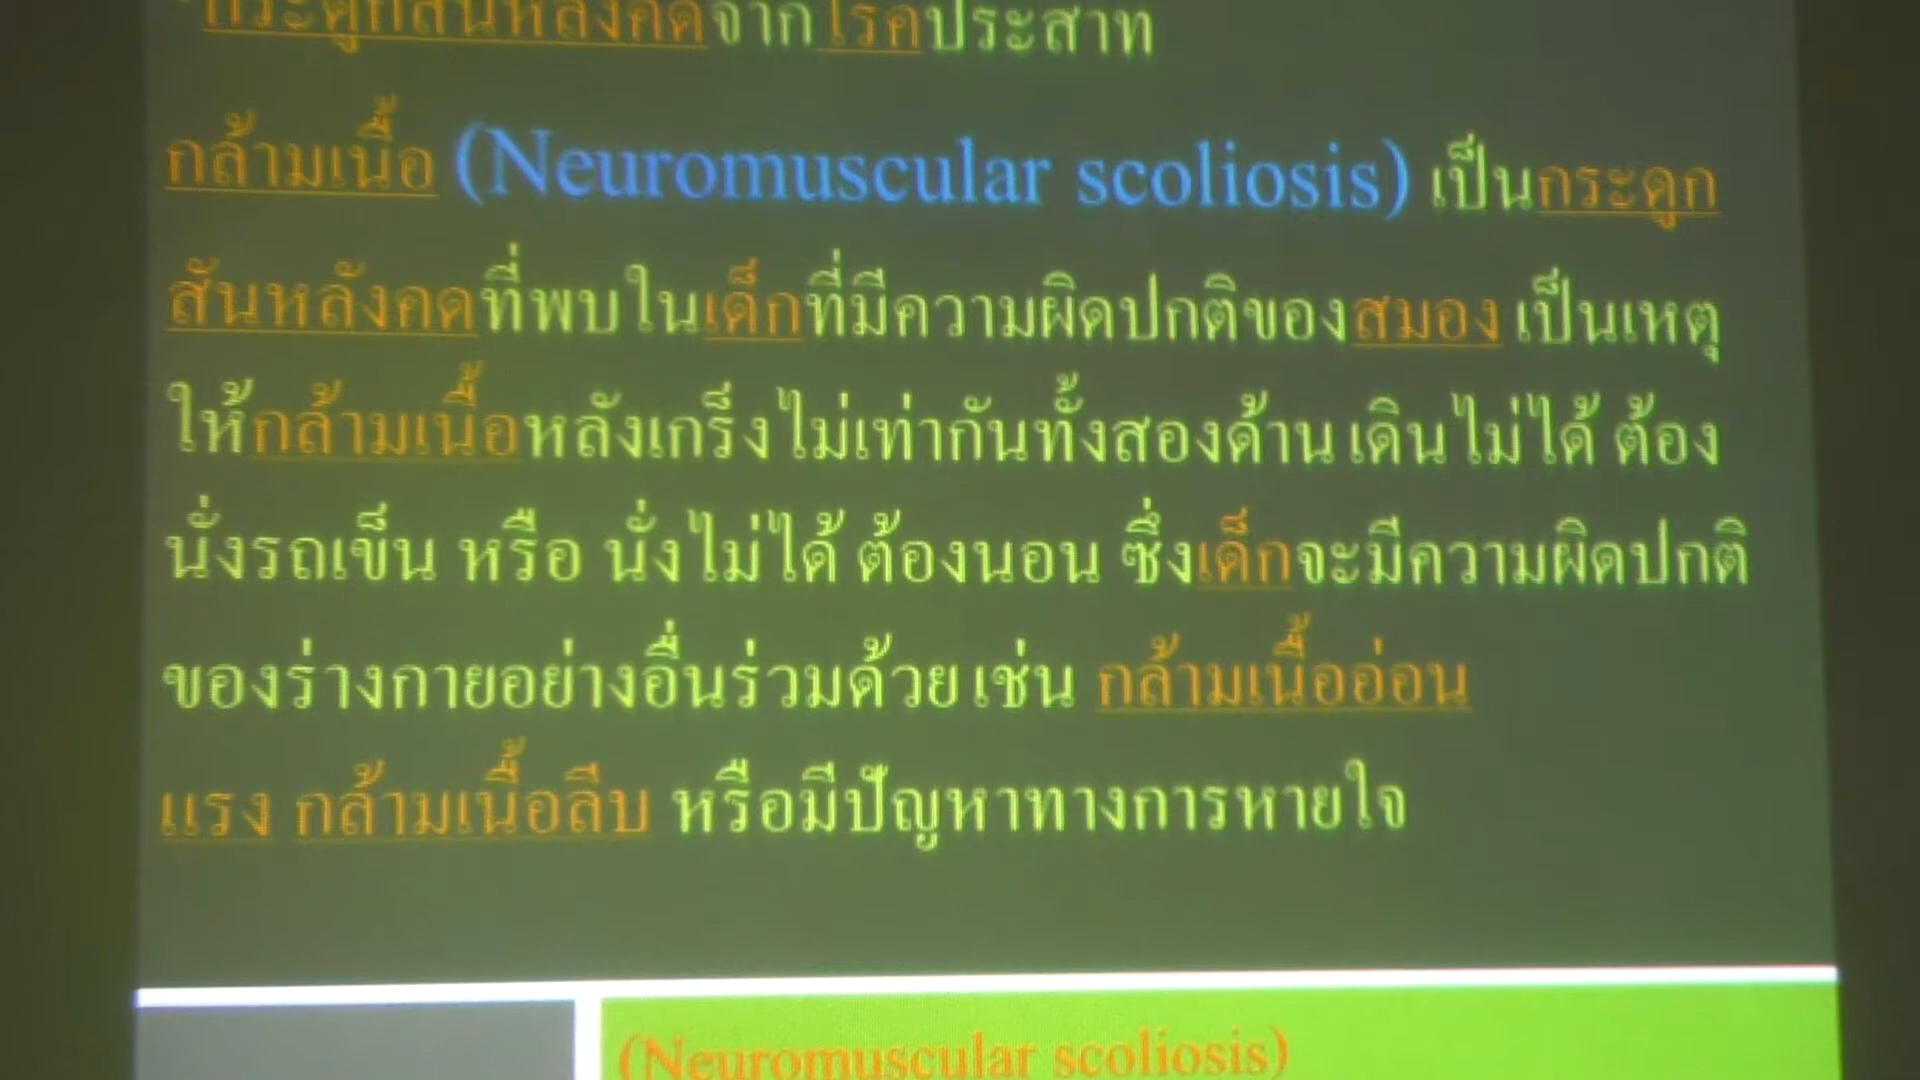 กระดูกสันหลังคดจากโรคประสาท
กล้ามเนื้อ (Neuromuscular scoliosis) เป็นกระดูก
สันหลังคดที่พบในเด็กที่มีความผิดปกติของสมอง เป็นเหตุ
ให้กล้ามเนื้อหลังเกร็งไม่เท่ากันทั้งสองด้าน เดินไม่ได้ ต้อง
นั่งรถเข็น หรือ นั่งไม่ได้ ต้องนอน ซึ่งเด็กจะมีความผิดปกติ
ของร่างกายอย่างอื่นร่วมด้วย เช่น กล้ามเนื้ออ่อน
แรง กล้ามเนื้อลีบ หรือมีปัญหาทางการหายใจ
(Neuromuscular scoliosis)